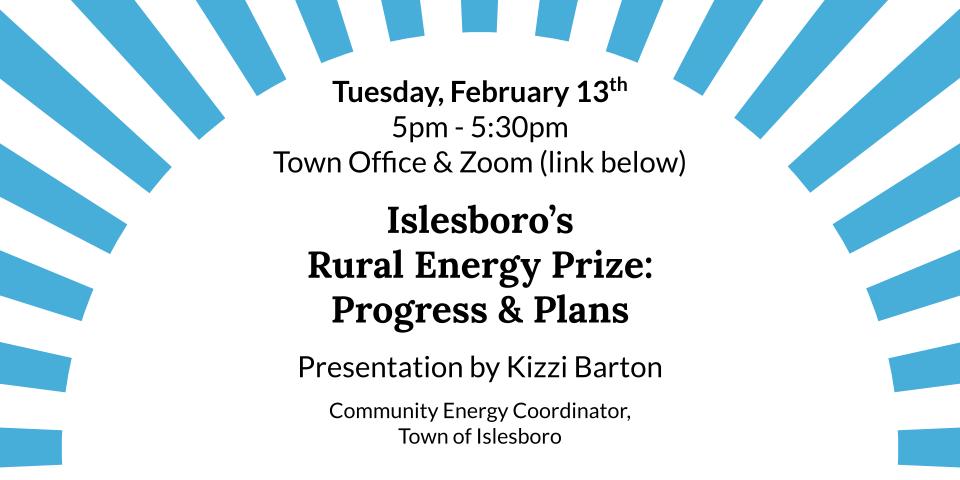 Tuesday, February 13th
5pm - 5:30pm
Town Office & Zoom (link below)
Islesboro’s
Rural Energy Prize:
Progress & Plans
Presentation by Kizzi Barton
Community Energy Coordinator,
Town of Islesboro